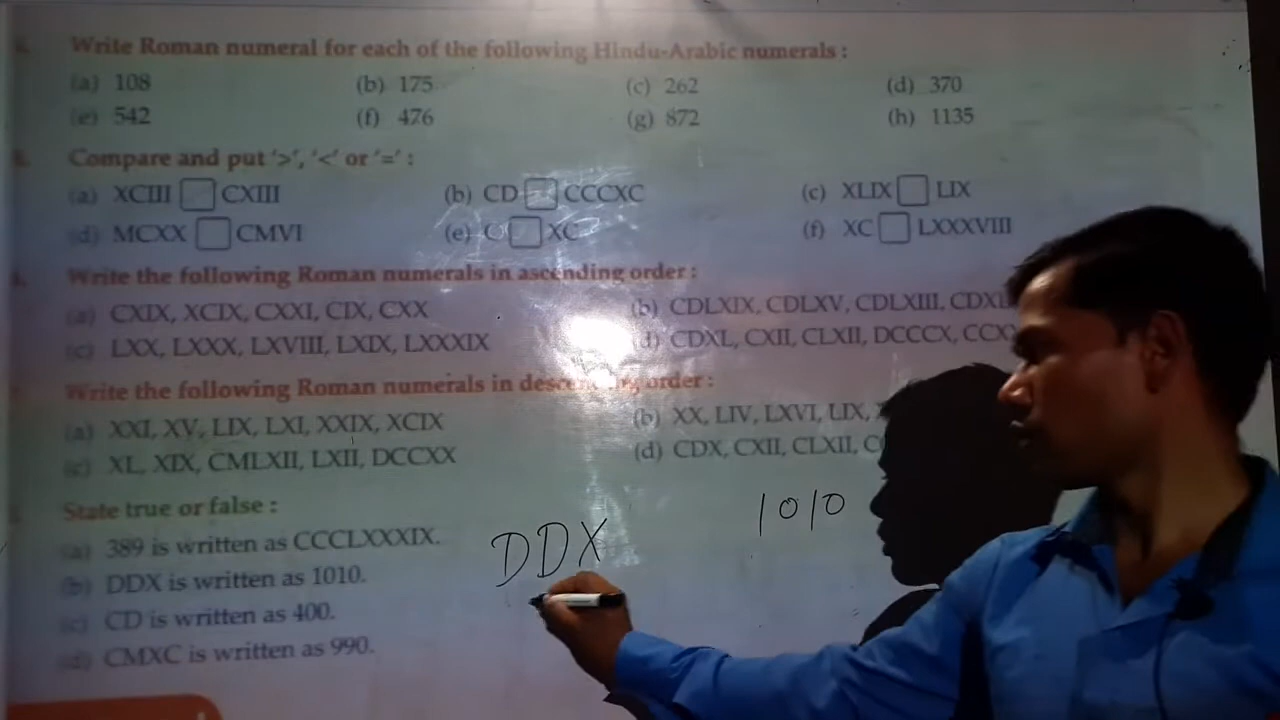 Write Roman numeral for each of the following Hindu-Arabic numerals :
(a) 108 (b) 175 (c) 262 (d) 370
(e) 542 (f) 476 (g) 872 (h) 1135
Compare and put '>', '<' or '=' :
(a) XCIII CXIII (b) CD CCCXC (c) XLIX LIX
(d) MCXX CMVI (e) C XC (f) XC LXXXVIII
Write the following Roman numerals in ascending order :
(a) CXIX, XCIX, CXXI, CIX, CXX (b) CDLXIX, CDLXV, CDLXIII,
(c) LXX, LXXX, LXVIII, LXIX, LXXXIX (d) CDXL, CXII, CLXII, DCCCX,
Write the following Roman numerals in descending order :
(a) XXI, XV, LIX, LXI, XXIX, XCIX (b) XX, LIV, LXVI, LIX,
(c) XL, XIX, CMLXII, LXII, DCCXX (d) CDX, CXII, CLXII,
State true or false :
(a) 389 is written as CCCLXXXIX.
(b) DDX is written as 1010.
(c) CD is written as 400.
(d) CMXC is written as 990.
DDX 1010